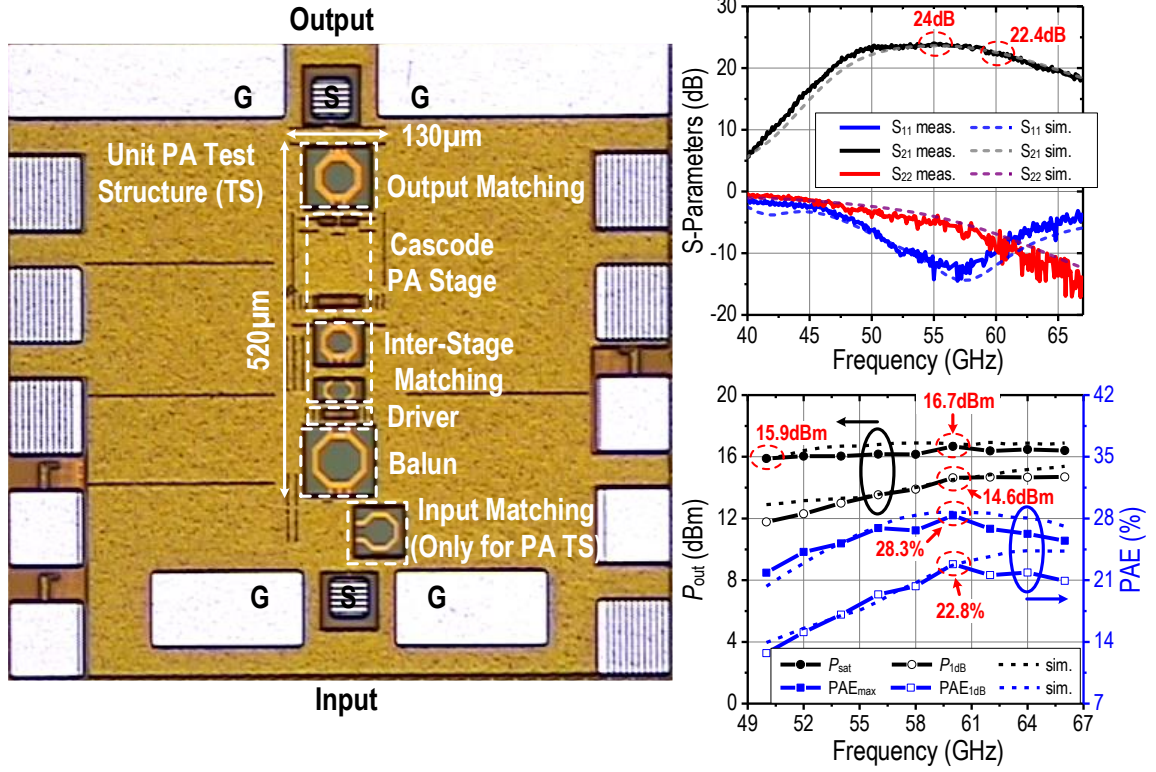 Output
G S G
130μm
Unit PA Test
Structure (TS)
Output Matching
Cascode
PA Stage
520μm
Inter-Stage
Matching
Driver
Balun
Input Matching
(Only for PA TS)
G S G
Input
30
20
10
0
-10
-20
S-Parameters (dB)
24dB
22.4dB
S11 meas. S11 sim.
S21 meas. S21 sim.
S22 meas. S22 sim.
40 45 50 55 60 65
Frequency (GHz)
20
16
12
8
4
0
Pout (dBm)
42
35
28
21
14
7
PAE (%)
16.7dBm
15.9dBm
14.6dBm
28.3%
22.8%
Psat P1dB sim.
PAEmax PAE1dB sim.
49 52 55 58 61 64 67
Frequency (GHz)